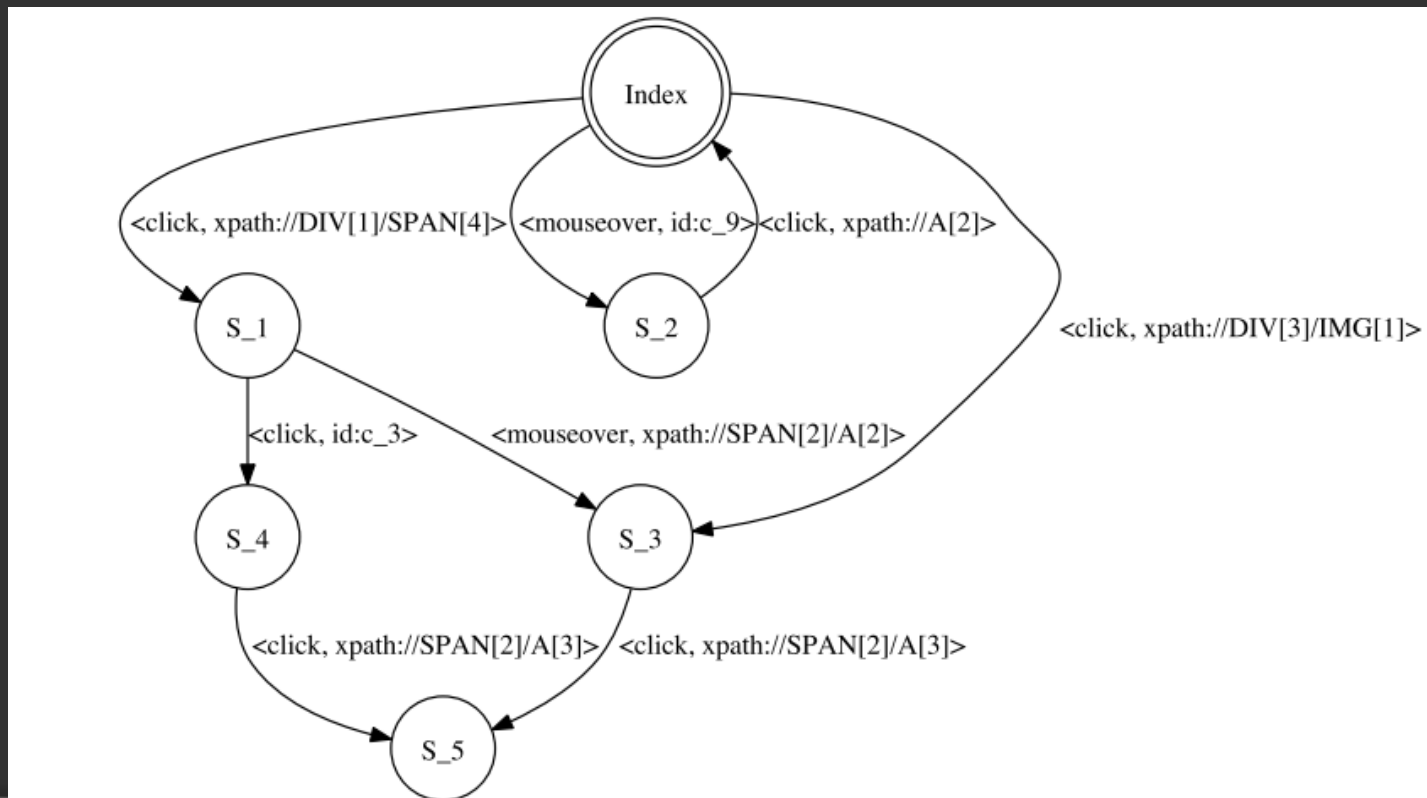 Index
<click, xpath://DIV[1]/SPAN[4]>
<mouseover, id:c_9>
<click, xpath://A[2]>
S_1
S_2
<click, xpath://DIV[3]/IMG[1]>
<click, id:c_3>
<mouseover, xpath://SPAN[2]/A[2]>
S_4
S_3
<click, xpath://SPAN[2]/A[3]>
<click, xpath://SPAN[2]/A[3]>
S_5